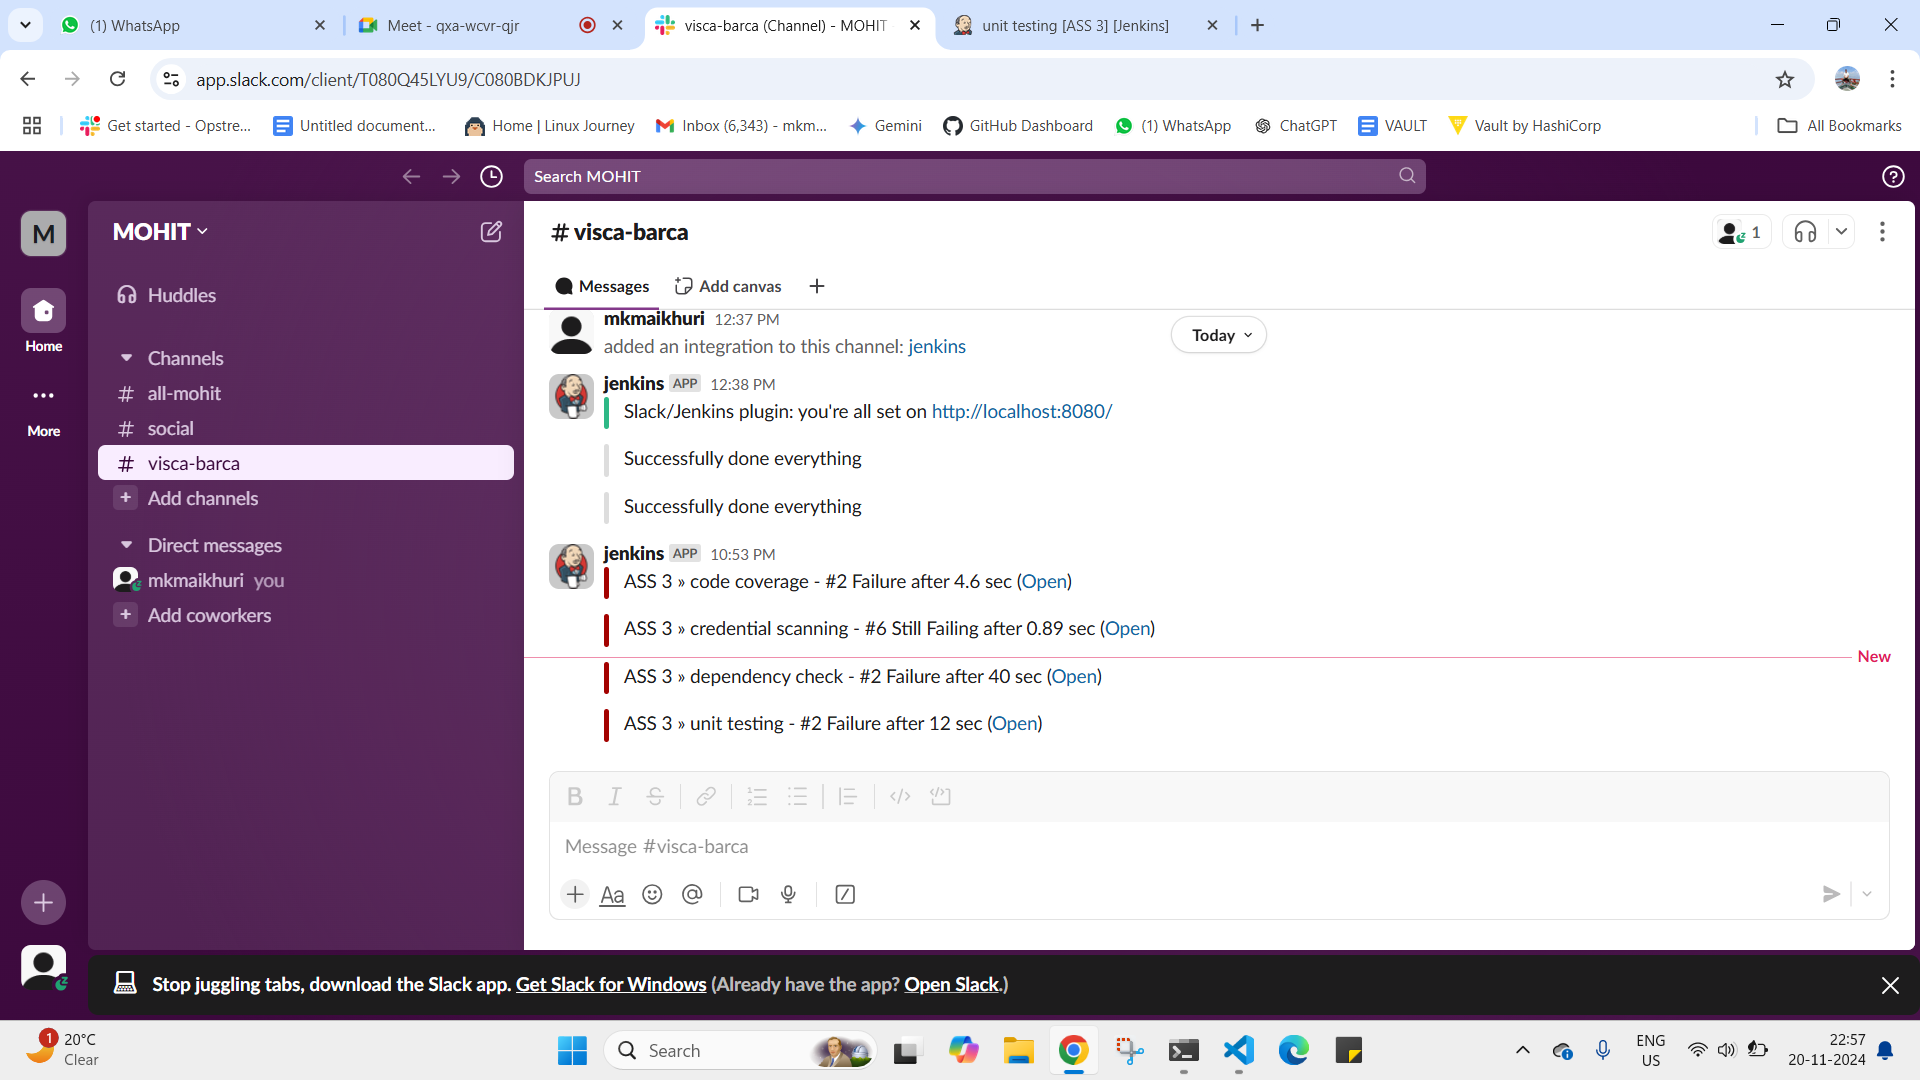 (1) WhatsApp
Meet - qxa-wcvr-qjr
visca-barca (Channel) - MOHIT
unit testing [ASS 3] [Jenkins]
app.slack.com/client/T080Q45LYU9/C080BDKJPUJ
Get started - Opstre...
Untitled document...
Home | Linux Journey
Inbox (6,343) - mkm...
Gemini
GitHub Dashboard
(1) WhatsApp
ChatGPT
VAULT
Vault by HashiCorp
All Bookmarks
Search MOHIT
M
Home
More
MOHIT
Huddles
Channels
# all-mohit
# social
# visca-barca
+ Add channels
Direct messages
mkmaikhuri you
+ Add coworkers
# visca-barca
1
Messages
Add canvas
Today
mkmaikhuri 12:37 PM
added an integration to this channel: jenkins
jenkins APP 12:38 PM
Slack/Jenkins plugin: you're all set on http://localhost:8080/
Successfully done everything
Successfully done everything
jenkins APP 10:53 PM
ASS 3 » code coverage - #2 Failure after 4.6 sec (Open)
ASS 3 » credential scanning - #6 Still Failing after 0.89 sec (Open)
New
ASS 3 » dependency check - #2 Failure after 40 sec (Open)
ASS 3 » unit testing - #2 Failure after 12 sec (Open)
Message #visca-barca
Aa
Stop juggling tabs, download the Slack app. Get Slack for Windows (Already have the app? Open Slack.)
1
20°C
Clear
Search
ENG
US
22:57
20-11-2024